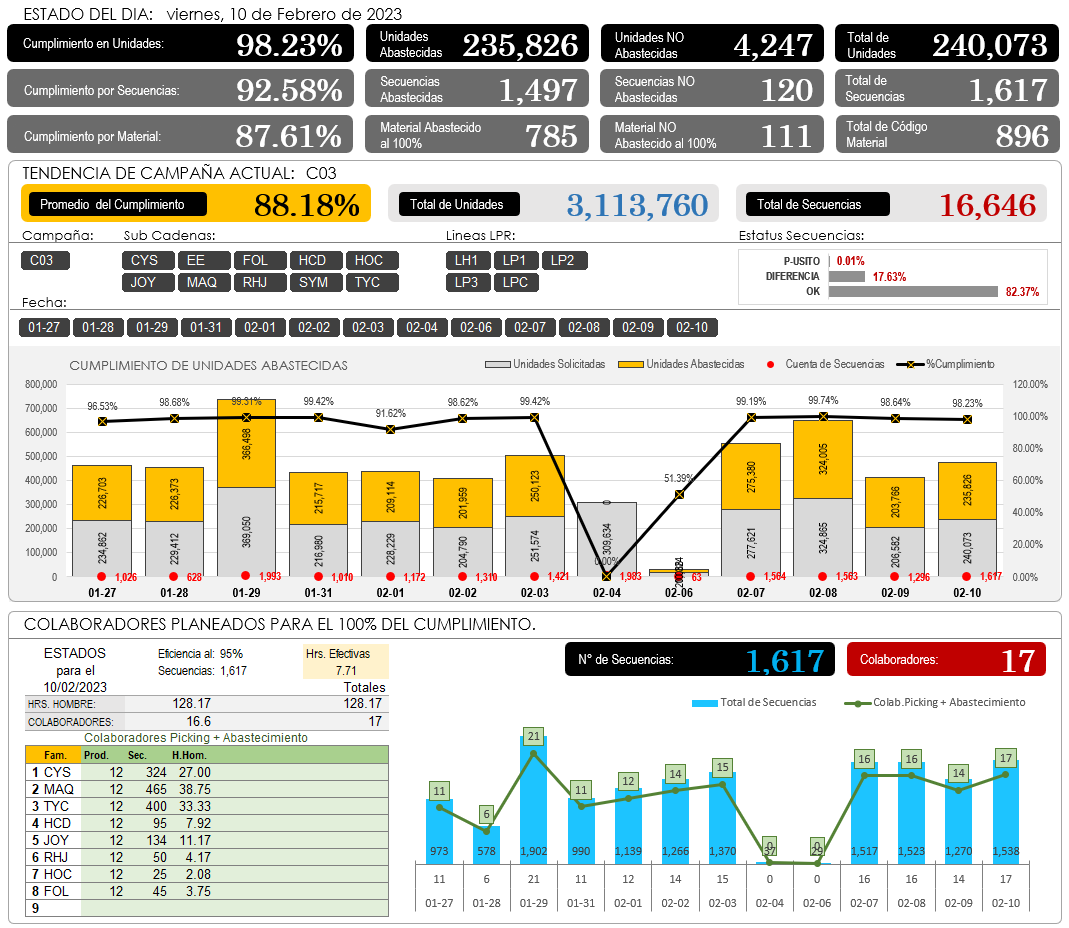 ESTADO DEL DIA: viernes, 10 de Febrero de 2023
Cumplimiento en Unidades: 98.23% Unidades Abastecidas 235,826 Unidades NO Abastecidas 4,247 Total de Unidades 240,073
Cumplimiento por Secuencias: 92.58% Secuencias Abastecidas 1,497 Secuencias NO Abastecidas 120 Total de Secuencias 1,617
Cumplimiento por Material: 87.61% Material Abastecido al 100% 785 Material NO Abastecido al 100% 111 Total de Código Material 896
TENDENCIA DE CAMPAÑA ACTUAL: C03
Promedio del Cumplimiento 88.18% Total de Unidades 3,113,760 Total de Secuencias 16,646
Campaña: Sub Cadenas: Lineas LPR: Estatus Secuencias:
C03 CYS EE FOL HCD HOC LH1 LP1 LP2
JOY MAQ RHJ SYM TYC LP3 LPC
P-USITO 0.01%
DIFERENCIA 17.63%
OK 82.37%
Fecha:
01-27 01-28 01-29 01-31 02-01 02-02 02-03 02-04 02-06 02-07 02-08 02-09 02-10
CUMPLIMIENTO DE UNIDADES ABASTECIDAS
Unidades Solicitadas Unidades Abastecidas Cuenta de Secuencias %Cumplimiento
800,000
700,000
600,000
500,000
400,000
300,000
200,000
100,000
0
120.00%
100.00%
80.00%
60.00%
40.00%
20.00%
0.00%
96.53% 98.68% 99.31% 99.42% 91.62% 98.62% 99.42% 0.00% 51.39% 99.19% 99.74% 98.64% 98.23%
226,703 226,373 366,498 215,717 209,114 201,959 250,123 0 275,380 324,005 203,766 235,826
234,862 229,412 369,050 216,980 228,229 204,790 251,574 309,634 277,621 324,865 206,582 240,073
1,026 628 1,993 1,010 1,172 1,310 1,421 1,983 63 1,564 1,563 1,296 1,617
01-27 01-28 01-29 01-31 02-01 02-02 02-03 02-04 02-06 02-07 02-08 02-09 02-10
COLABORADORES PLANEADOS PARA EL 100% DEL CUMPLIMIENTO.
ESTADOS
para el
10/02/2023
Eficiencia al: 95%
Secuencias: 1,617
Hrs. Efectivas
7.71
Totales
HRS. HOMBRE: 128.17 128.17
COLABORADORES: 16.6 17
Colaboradores Picking + Abastecimiento
Fam. Prod. Sec. H.Hom.
1 CYS 12 324 27.00
2 MAQ 12 465 38.75
3 TYC 12 400 33.33
4 HCD 12 95 7.92
5 JOY 12 134 11.17
6 RHJ 12 50 4.17
7 HOC 12 25 2.08
8 FOL 12 45 3.75
9
N° de Secuencias: 1,617
Colaboradores: 17
Total de Secuencias Colab.Picking + Abastecimiento
11 6 21 11 12 14 15 0 0 16 16 14 17
973 578 1,902 990 1,139 1,266 1,370 37 29 1,517 1,523 1,270 1,538
11 6 21 11 12 14 15 0 0 16 16 14 17
01-27 01-28 01-29 01-31 02-01 02-02 02-03 02-04 02-06 02-07 02-08 02-09 02-10